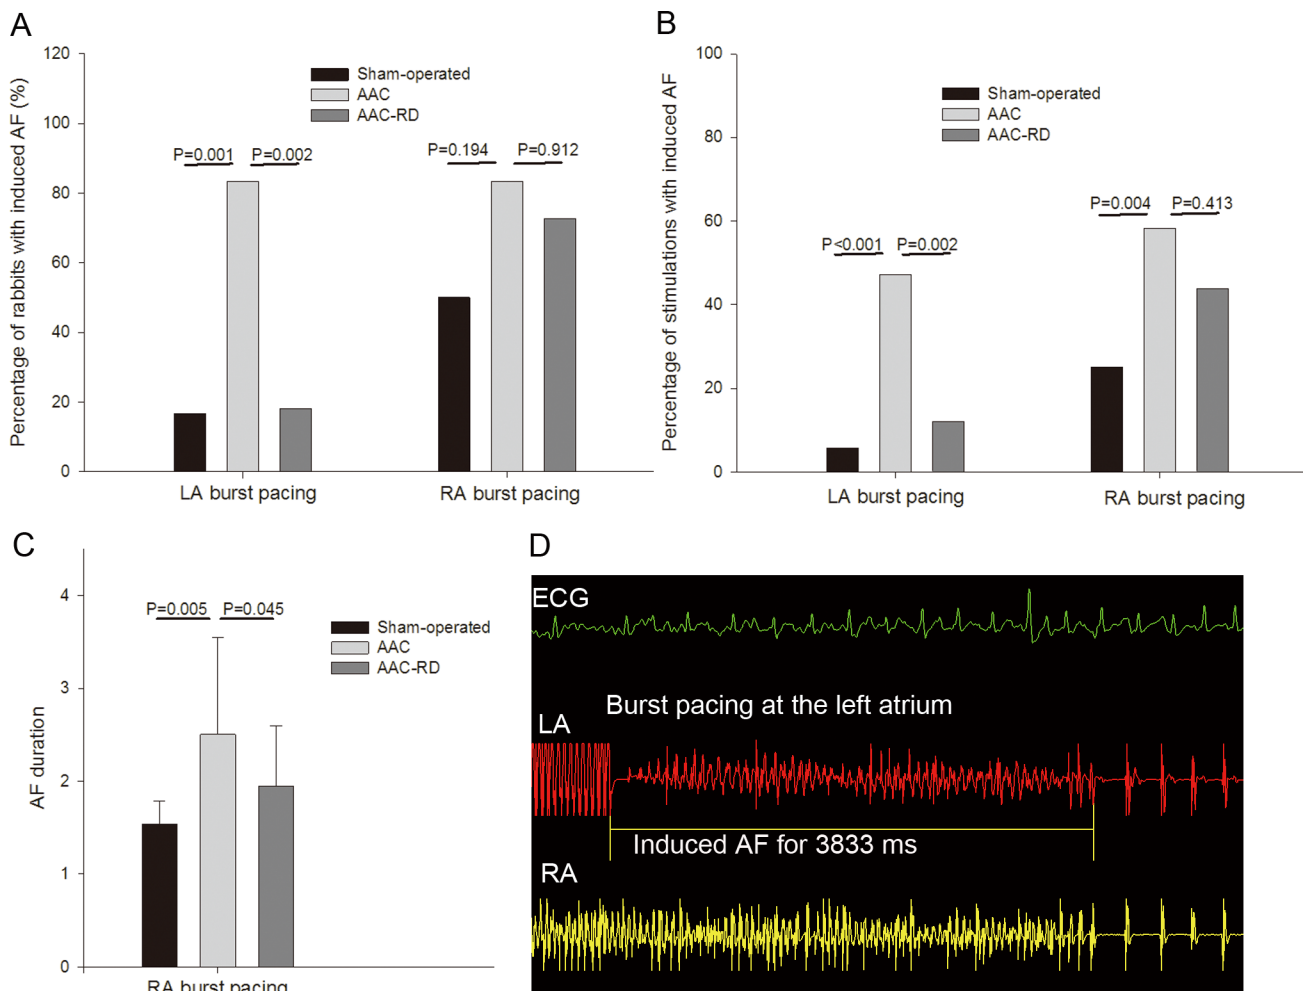 A
Percentage of rabbits with induced AF (%)
120
100
80
60
40
20
0
Sham-operated
AAC
AAC-RD
P=0.001
P=0.002
P=0.194
P=0.912
LA burst pacing
RA burst pacing
B
Percentage of stimulations with induced AF
100
80
60
40
20
0
Sham-operated
AAC
AAC-RD
P<0.001
P=0.002
P=0.004
P=0.413
LA burst pacing
RA burst pacing
C
AF duration
4
3
2
1
0
P=0.005
P=0.045
Sham-operated
AAC
AAC-RD
RA burst pacing
D
ECG
Burst pacing at the left atrium
LA
Induced AF for 3833 ms
RA